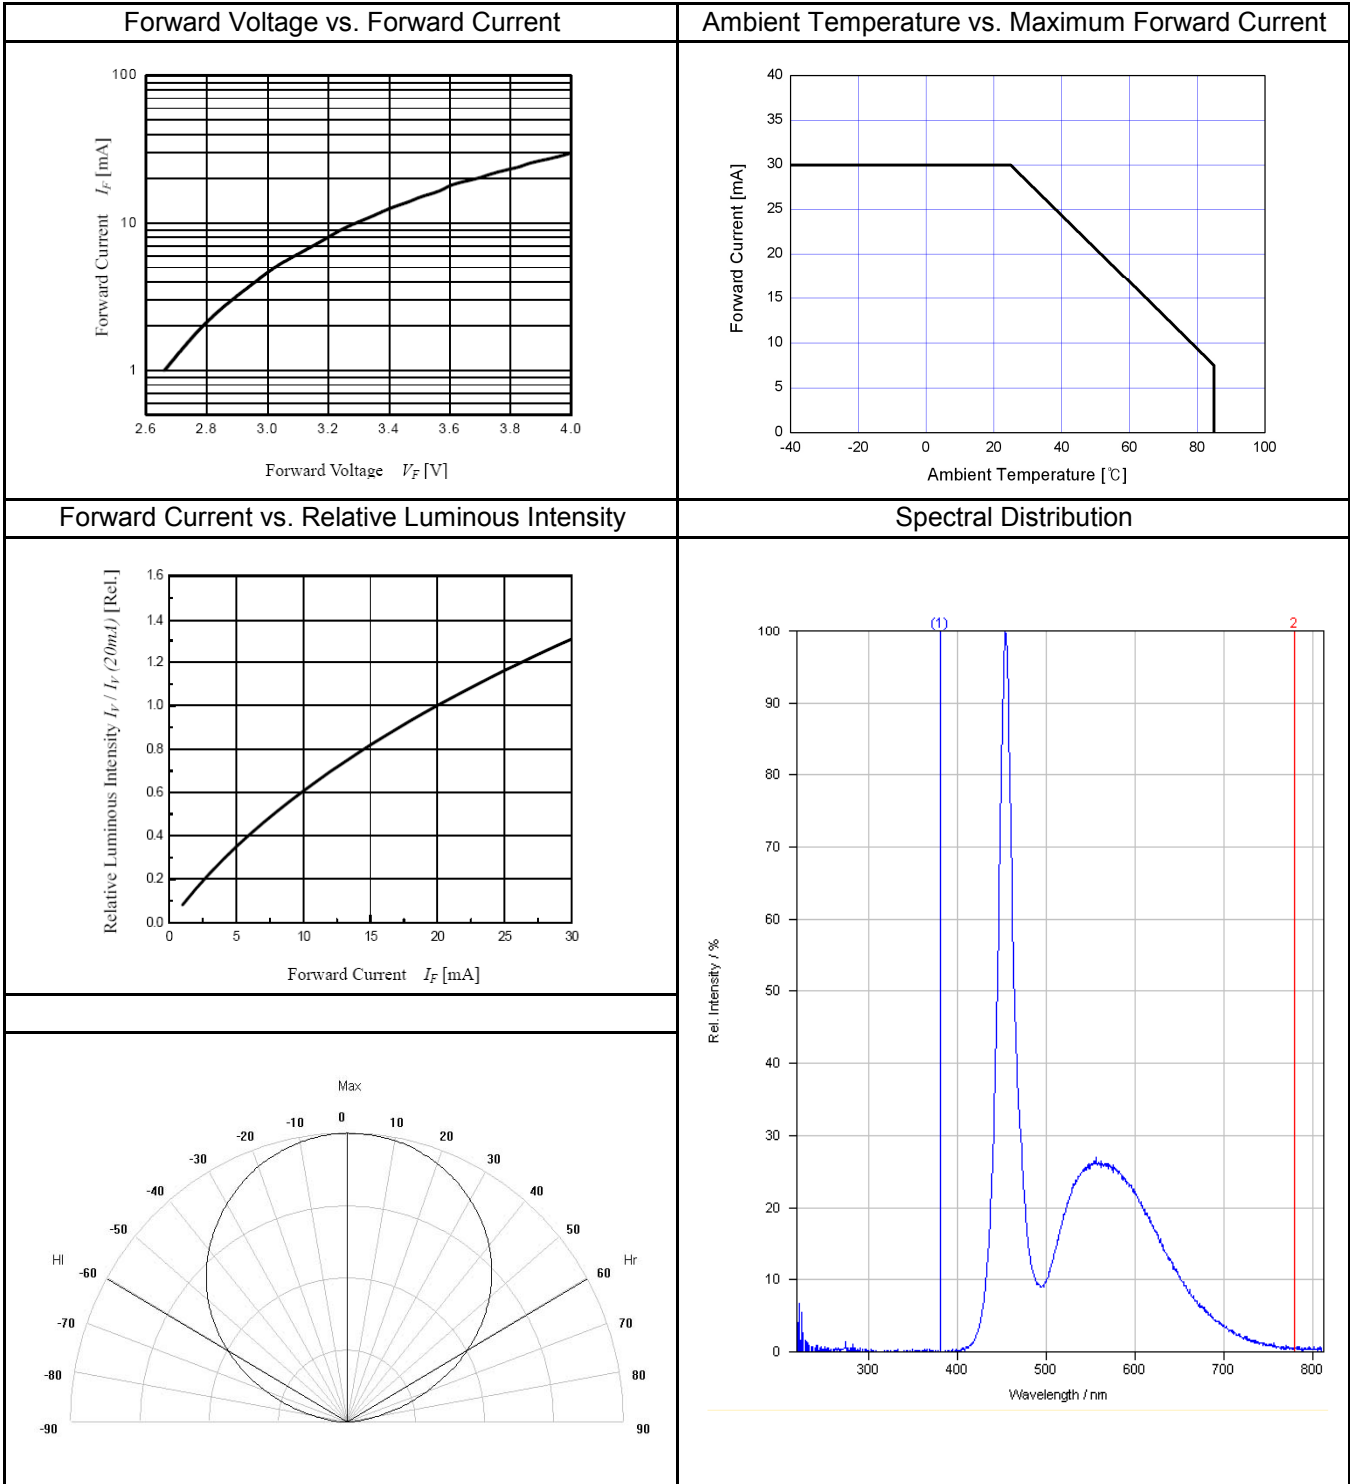 Forward Voltage vs. Forward Current
100
10
1
Forward Current I_F [mA]
2.6 2.8 3.0 3.2 3.4 3.6 3.8 4.0
Forward Voltage V_F [V]
Ambient Temperature vs. Maximum Forward Current
40
35
30
25
20
15
10
5
0
Forward Current [mA]
-40 -20 0 20 40 60 80 100
Ambient Temperature [℃]
Forward Current vs. Relative Luminous Intensity
1.6
1.4
1.2
1.0
0.8
0.6
0.4
0.2
0.0
Relative Luminous Intensity I_V / I_V (20mA) [Rel.]
0 5 10 15 20 25 30
Forward Current I_F [mA]
Spectral Distribution
(1) 2
100
90
80
70
60
50
40
30
20
10
0
Rel. Intensity / %
300 400 500 600 700 800
Wavelength / nm
Max
-10 0 10
-20 20
-30 30
-40 40
-50 50
Hl Hr
-60 60
-70 70
-80 80
-90 90